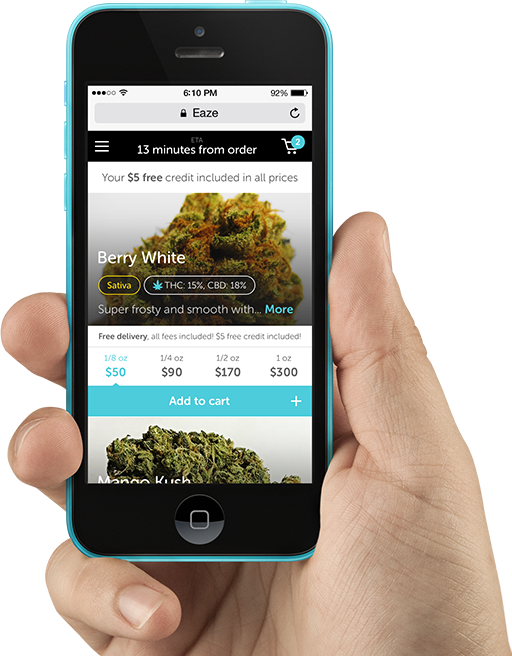 6:10 PM
92%
Eaze
ETA
13 minutes from order
2
Your $5 free credit included in all prices
Berry White
Sativa
THC: 15%, CBD: 18%
Super frosty and smooth with... More
Free delivery, all fees included! $5 free credit included!
1/8 oz 1/4 oz 1/2 oz 1 oz
$50 $90 $170 $300
Add to cart +
Mango Kush